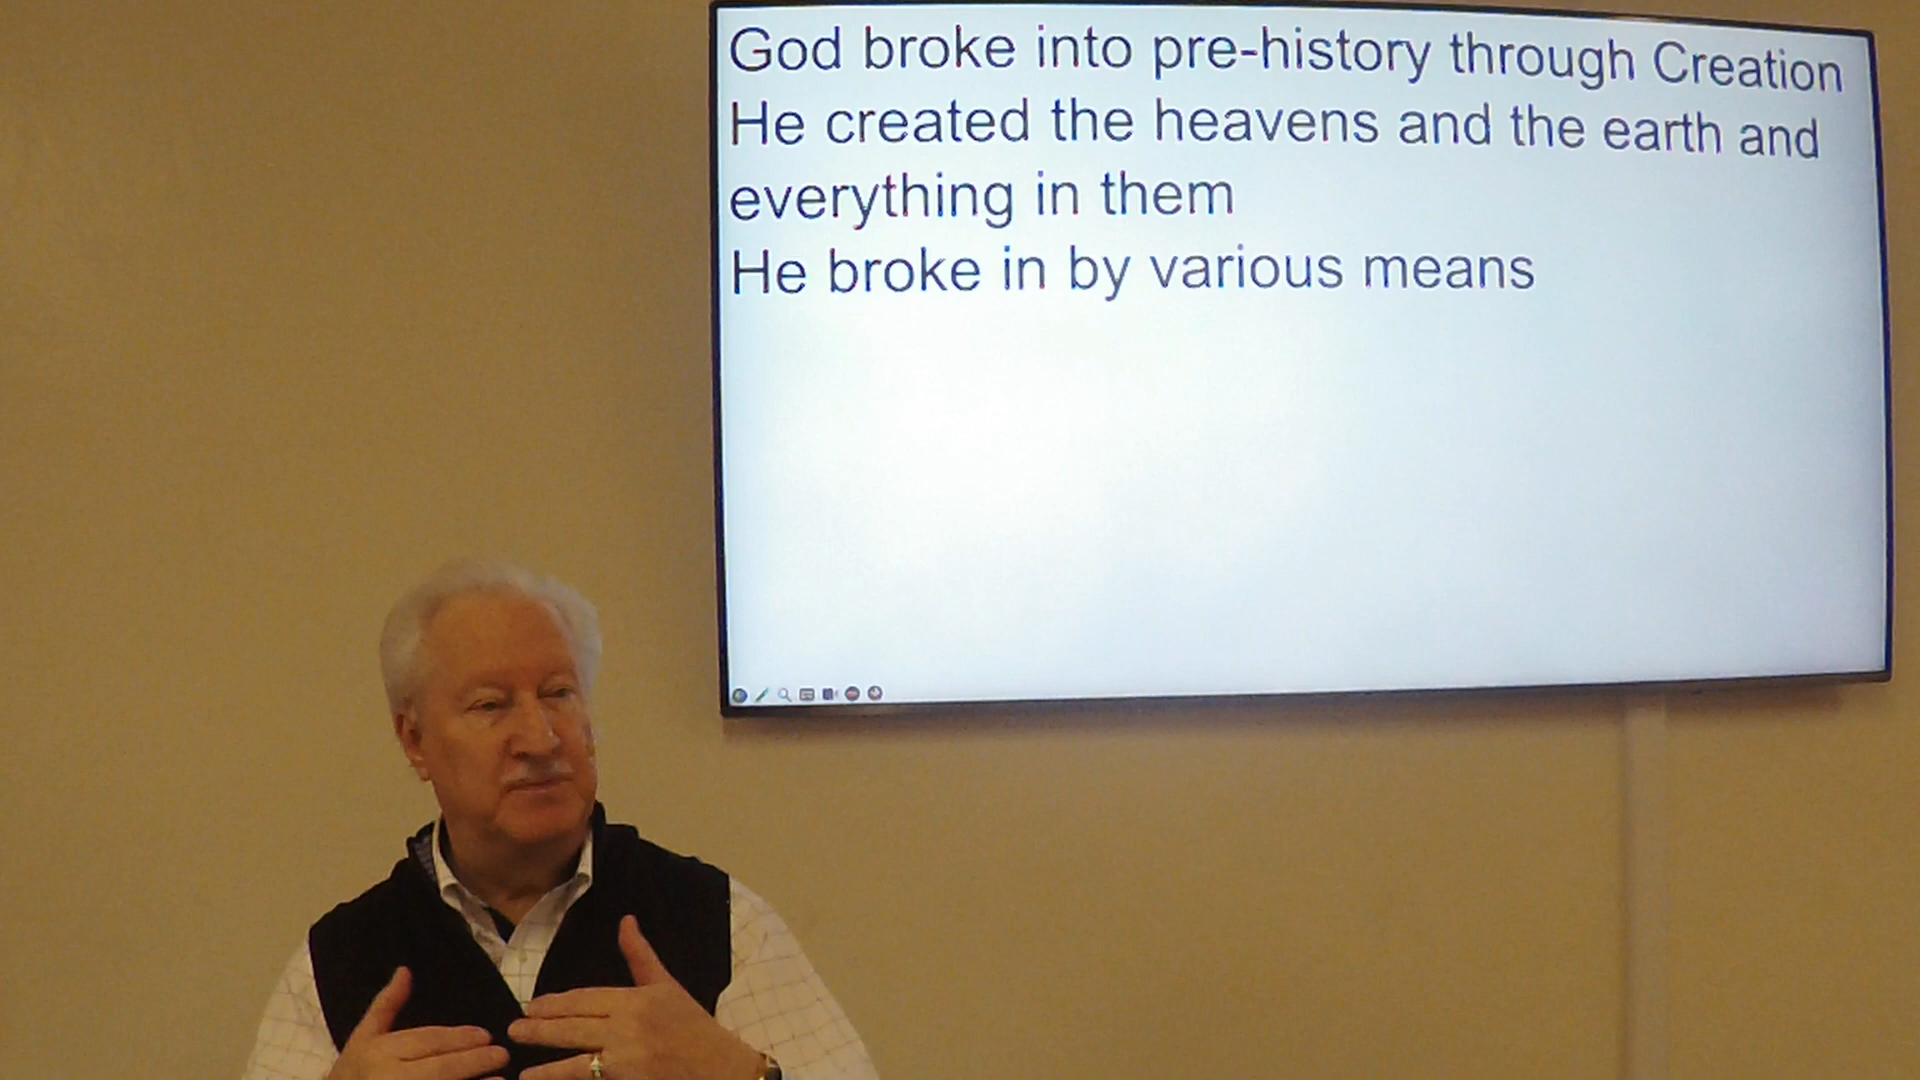 God broke into pre-history through Creation
He created the heavens and the earth and
everything in them
He broke in by various means